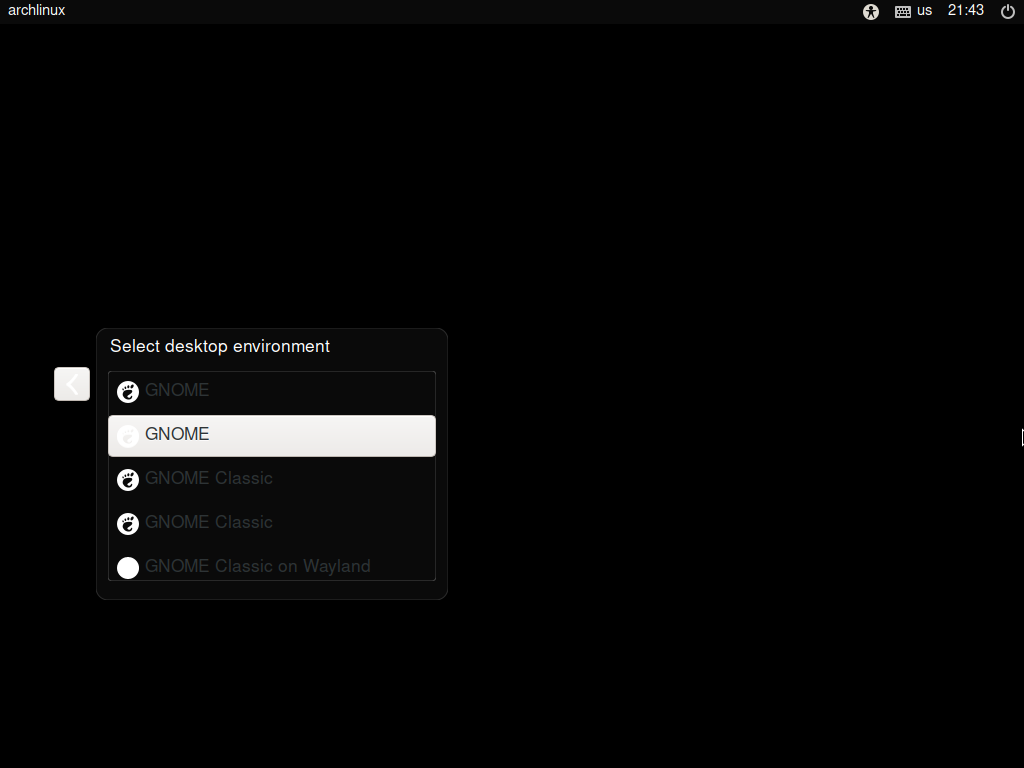 archlinux
us
21:43
Select desktop environment
GNOME
GNOME
GNOME Classic
GNOME Classic
GNOME Classic on Wayland